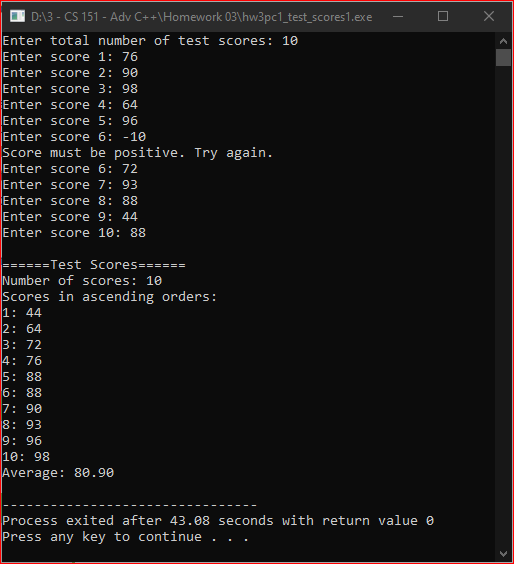 D:\3 - CS 151 - Adv C++\Homework 03\hw3pc1_test_scores1.exe
Enter total number of test scores: 10
Enter score 1: 76
Enter score 2: 90
Enter score 3: 98
Enter score 4: 64
Enter score 5: 96
Enter score 6: -10
Score must be positive. Try again.
Enter score 6: 72
Enter score 7: 93
Enter score 8: 88
Enter score 9: 44
Enter score 10: 88
======Test Scores======
Number of scores: 10
Scores in ascending orders:
1: 44
2: 64
3: 72
4: 76
5: 88
6: 88
7: 90
8: 93
9: 96
10: 98
Average: 80.90
--------------------------------
Process exited after 43.08 seconds with return value 0
Press any key to continue . . .